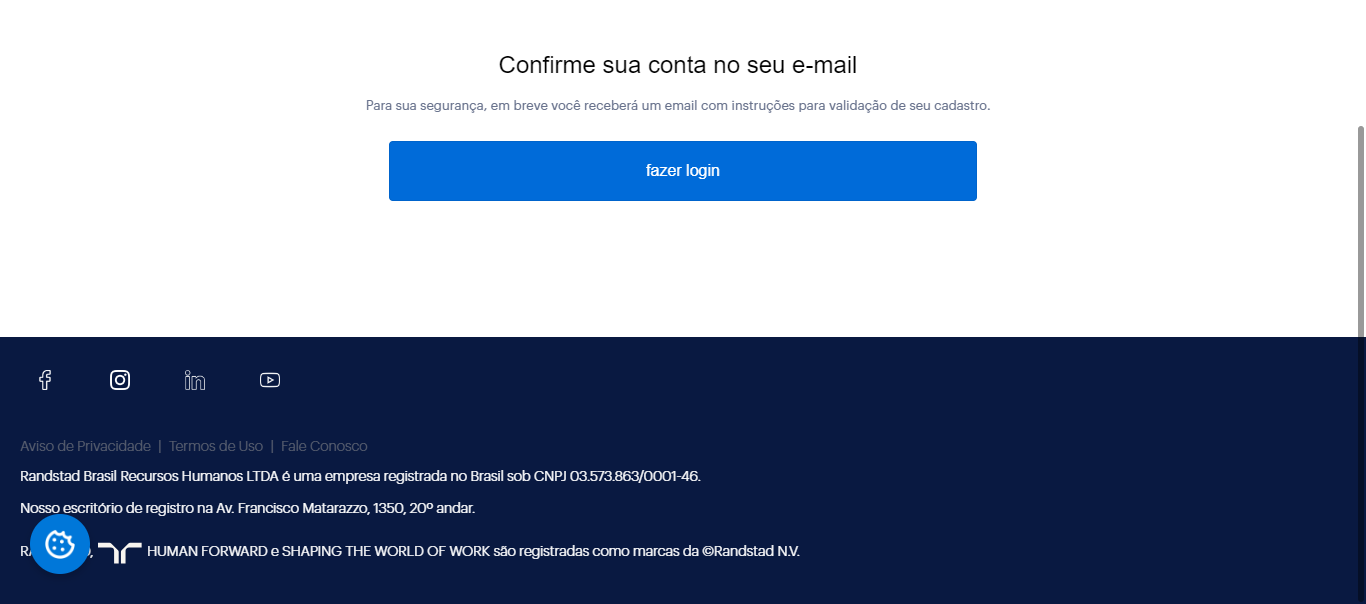 Confirme sua conta no seu e-mail
Para sua segurança, em breve você receberá um email com instruções para validação de seu cadastro.
fazer login
Aviso de Privacidade | Termos de Uso | Fale Conosco
Randstad Brasil Recursos Humanos LTDA é uma empresa registrada no Brasil sob CNPJ 03.573.863/0001-46.
Nosso escritório de registro na Av. Francisco Matarazzo, 1350, 20º andar.
HUMAN FORWARD e SHAPING THE WORLD OF WORK são registradas como marcas da ©Randstad N.V.